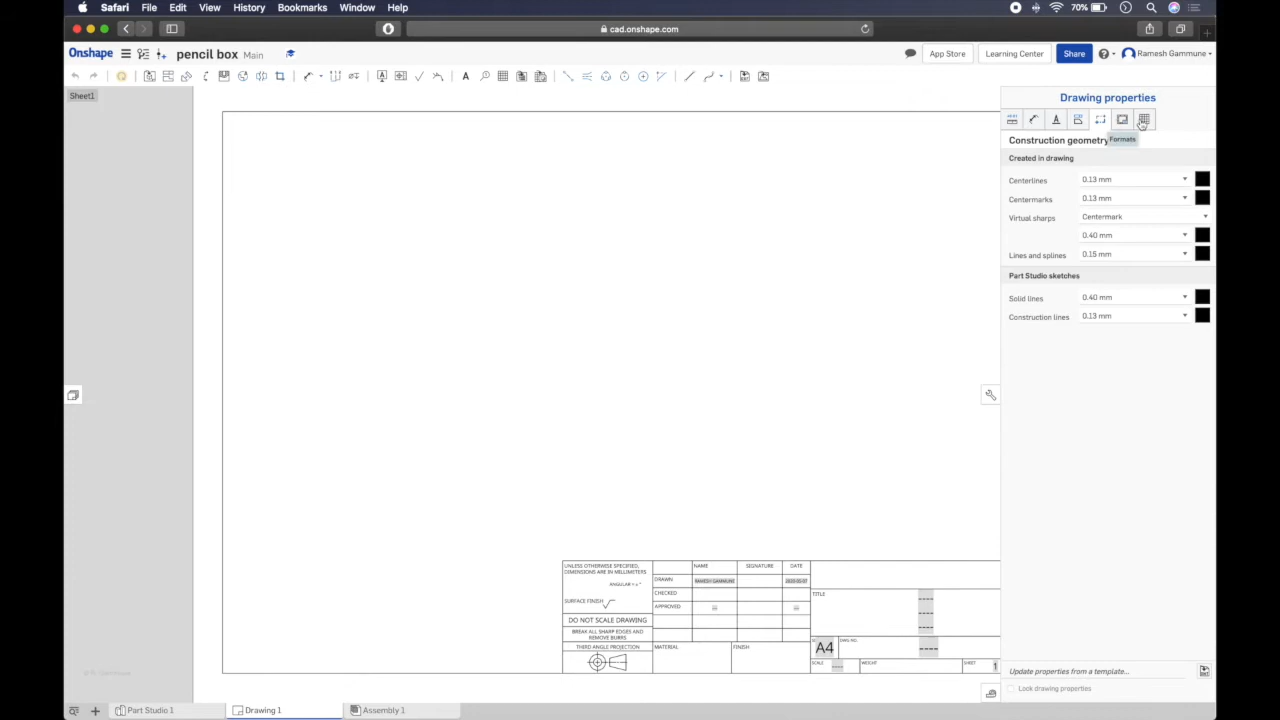 Safari File Edit View History Bookmarks Window Help 70%
cad.onshape.com
Onshape pencil box Main App Store Learning Center Share Ramesh Gammune
Sheet1
Drawing properties
Formats
Construction geometry
Created in drawing
Centerlines 0.13 mm
Centermarks 0.13 mm
Virtual sharps Centermark
0.40 mm
Lines and splines 0.15 mm
Part Studio sketches
Solid lines 0.40 mm
Construction lines 0.13 mm
UNLESS OTHERWISE SPECIFIED,
DIMENSIONS ARE IN MILLIMETERS
ANGULAR = ± °
SURFACE FINISH
DO NOT SCALE DRAWING
BREAK ALL SHARP EDGES AND
REMOVE BURRS
THIRD ANGLE PROJECTION
NAME SIGNATURE DATE
DRAWN RAMESH GAMMUNE
CHECKED
APPROVED
MATERIAL FINISH
TITLE
A4 DWG NO. ----
SCALE WEIGHT SHEET 1
Update properties from a template...
Lock drawing properties
Part Studio 1 Drawing 1 Assembly 1